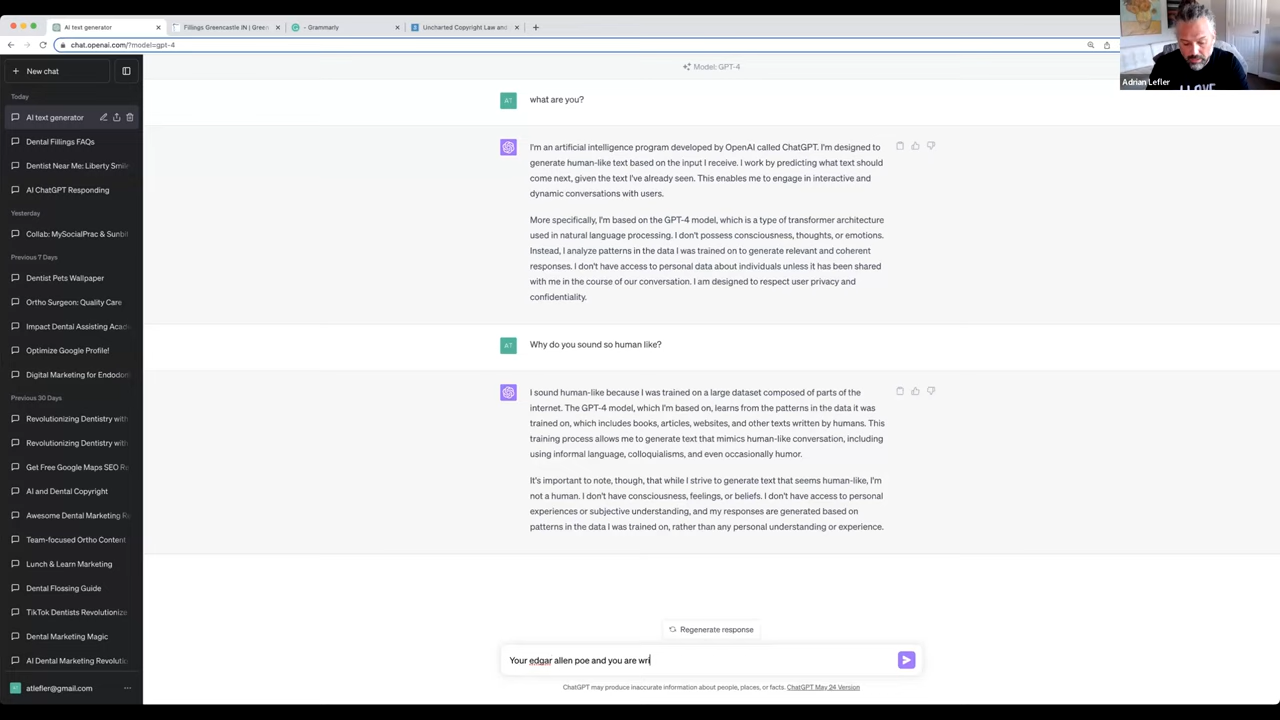 AI text generator
Fillings Greencastle IN | Green
- Grammarly
Uncharted Copyright Law and
chat.openai.com/?model=gpt-4
Adrian Lefler
New chat
Model: GPT-4
Today
AI text generator
Dental Fillings FAQs
Dentist Near Me: Liberty Smile
AI ChatGPT Responding
Yesterday
Collab: MySocialPrac & Sunbit
Previous 7 Days
Dentist Pets Wallpaper
Ortho Surgeon: Quality Care
Impact Dental Assisting Acade
Optimize Google Profile!
Digital Marketing for Endodon
Previous 30 Days
Revolutionizing Dentistry with
Revolutionizing Dentistry with
Get Free Google Maps SEO Re
AI and Dental Copyright
Awesome Dental Marketing Re
Team-focused Ortho Content
Lunch & Learn Marketing
Dental Flossing Guide
TikTok Dentists Revolutionize
Dental Marketing Magic
AI Dental Marketing Revolutio
atlefler@gmail.com
AT
what are you?
I'm an artificial intelligence program developed by OpenAI called ChatGPT. I'm designed to
generate human-like text based on the input I receive. I work by predicting what text should
come next, given the text I've already seen. This enables me to engage in interactive and
dynamic conversations with users.
More specifically, I'm based on the GPT-4 model, which is a type of transformer architecture
used in natural language processing. I don't possess consciousness, thoughts, or emotions.
Instead, I analyze patterns in the data I was trained on to generate relevant and coherent
responses. I don't have access to personal data about individuals unless it has been shared
with me in the course of our conversation. I am designed to respect user privacy and
confidentiality.
AT
Why do you sound so human like?
I sound human-like because I was trained on a large dataset composed of parts of the
internet. The GPT-4 model, which I'm based on, learns from the patterns in the data it was
trained on, which includes books, articles, websites, and other texts written by humans. This
training process allows me to generate text that mimics human-like conversation, including
using informal language, colloquialisms, and even occasionally humor.
It's important to note, though, that while I strive to generate text that seems human-like, I'm
not a human. I don't have consciousness, feelings, or beliefs. I don't have access to personal
experiences or subjective understanding, and my responses are generated based on
patterns in the data I was trained on, rather than any personal understanding or experience.
Regenerate response
Your edgar allen poe and you are wri
ChatGPT may produce inaccurate information about people, places, or facts. ChatGPT May 24 Version